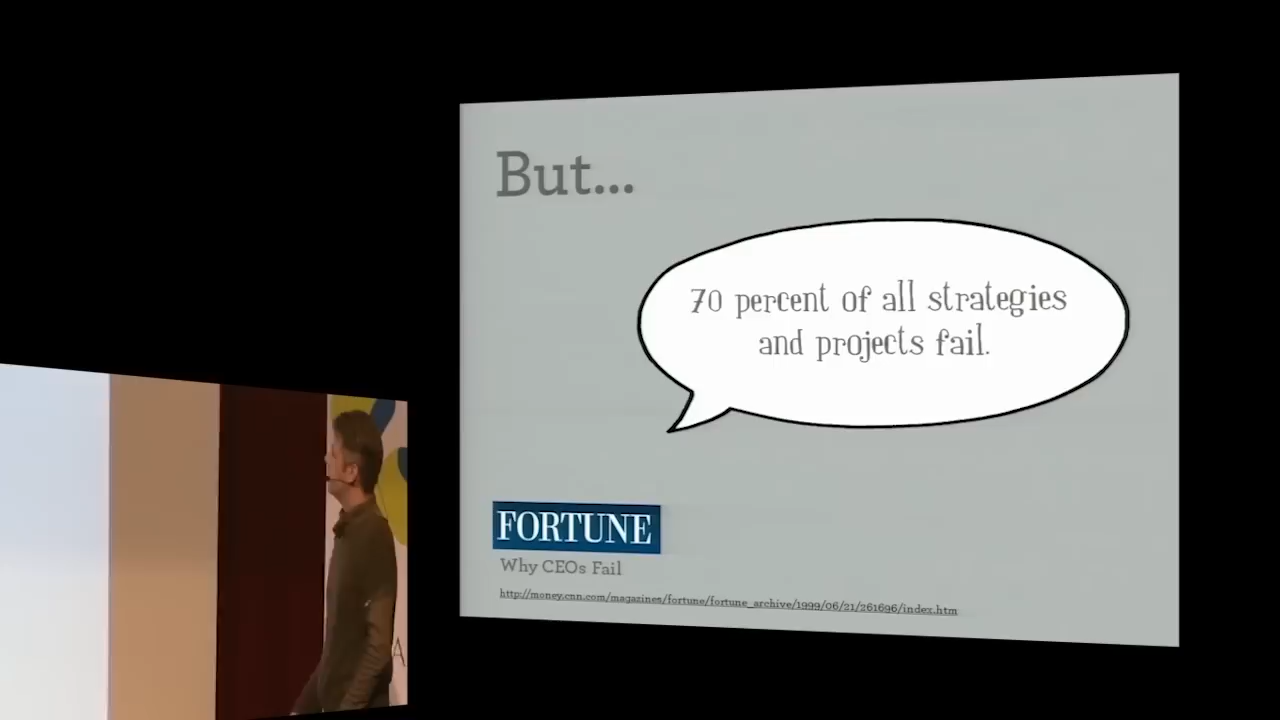 But...
70 percent of all strategies
and projects fail.
FORTUNE
Why CEOs Fail
http://money.cnn.com/magazines/fortune/fortune_archive/1999/06/21/261696/index.htm
A